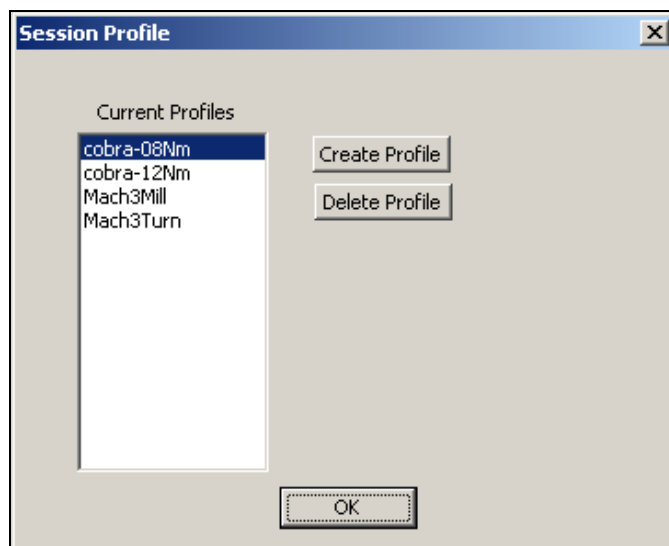 Session Profile
Current Profiles
cobra-08Nm
cobra-12Nm
Mach3Mill
Mach3Turn
Create Profile
Delete Profile
OK